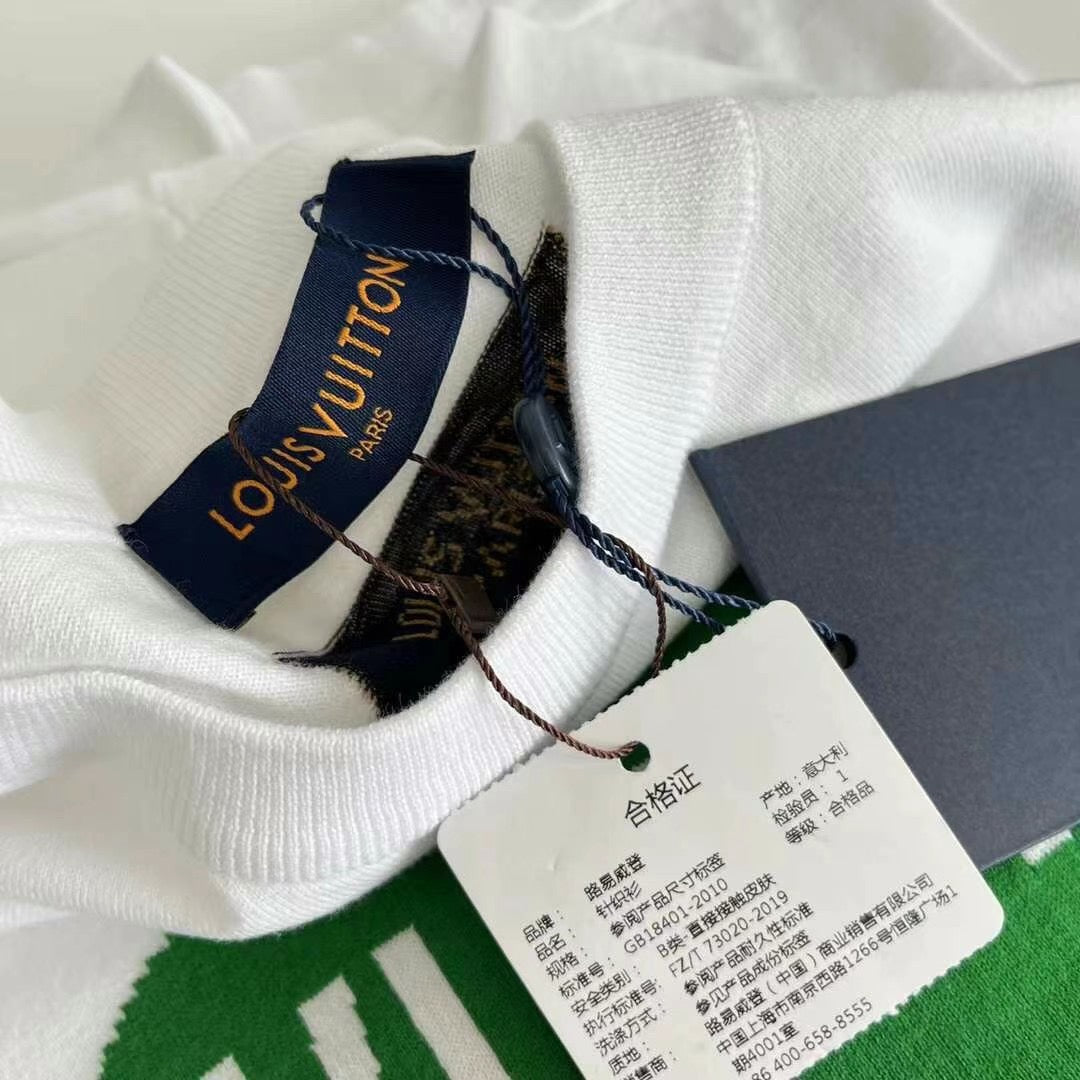 LOUIS VUITTON
PARIS
LOUIS VUITTON
PARIS
合格证
产地：意大利
检验员：1
等级：合格品
品牌：路易威登
品名：针织衫
规格：参阅产品尺寸标签
标准号：GB18401-2010
安全类别：B类·直接接触皮肤
执行标准号：FZ/T 73020-2019
洗涤方式：参阅产品耐久性标准
质地：参见产品成份标签
售商：路易威登（中国）商业销售有限公司
中国上海市南京西路1266号恒隆广场1
期4001室
86 400-658-8555